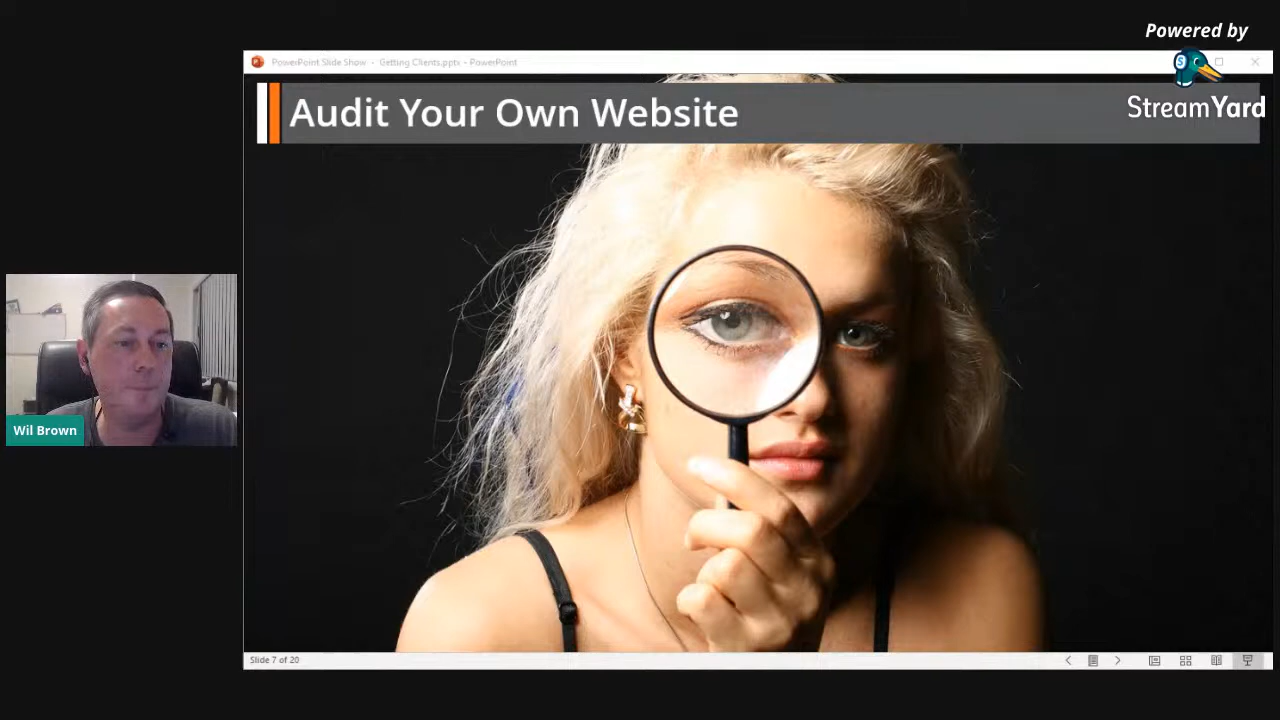 Powered by
PowerPoint Slide Show - Getting Clients.pptx - PowerPoint
StreamYard
Audit Your Own Website
Wil Brown
Slide 7 of 20